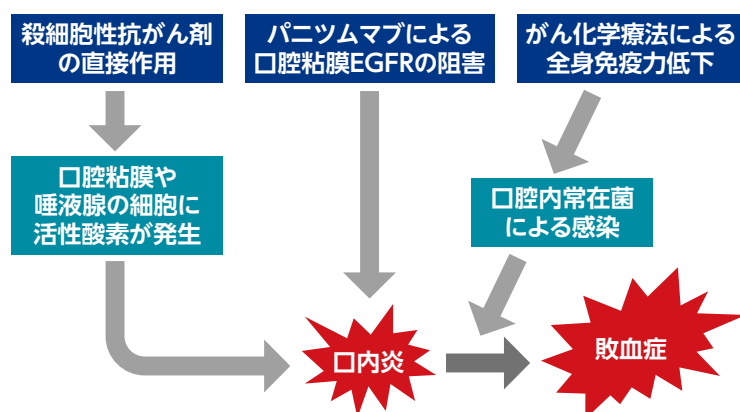 殺細胞性抗がん剤
の直接作用
パニツムマブによる
口腔粘膜EGFRの阻害
がん化学療法による
全身免疫力低下
口腔粘膜や
唾液腺の細胞に
活性酸素が発生
口腔内常在菌
による感染
口内炎
敗血症